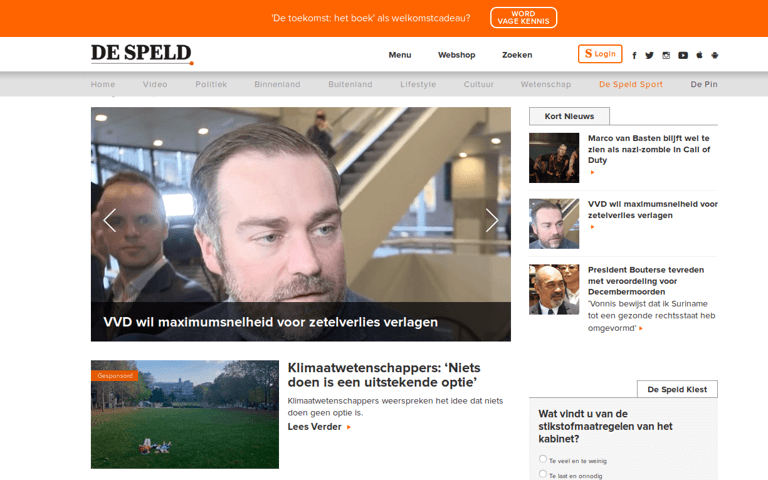 'De toekomst: het boek' als welkomstcadeau?
WORD
VAGE KENNIS
DE SPELD
Menu
Webshop
Zoeken
S Login
Home
Video
Politiek
Binnenland
Buitenland
Lifestyle
Cultuur
Wetenschap
De Speld Sport
De Pin
VVD wil maximumsnelheid voor zetelverlies verlagen
Gesponsord
Klimaatwetenschappers: ‘Niets
doen is een uitstekende optie’
Klimaatwetenschappers weerspreken het idee dat niets
doen geen optie is.
Lees Verder
Kort Nieuws
Marco van Basten blijft wel te
zien als nazi-zombie in Call of
Duty
VVD wil maximumsnelheid voor
zetelverlies verlagen
President Bouterse tevreden
met veroordeling voor
Decembermoorden
'Vonnis bewijst dat ik Suriname
tot een gezonde rechtsstaat heb
omgevormd'
De Speld Kiest
Wat vindt u van de
stikstofmaatregelen van het
kabinet?
Te veel en te weinig
Te laat en onnodig